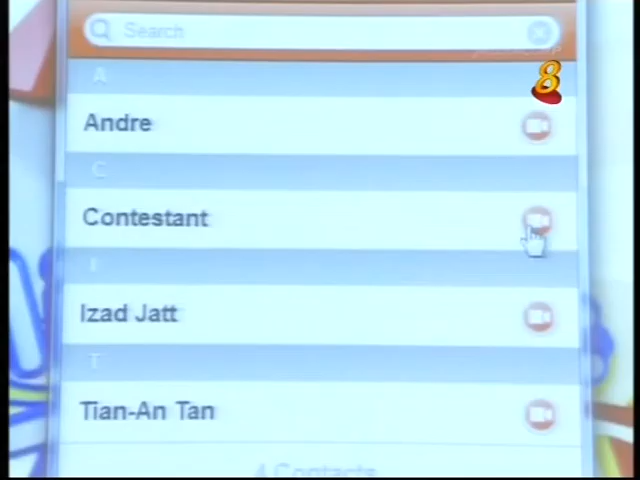 Search
8
A
Andre
C
Contestant
I
Izad Jatt
T
Tian-An Tan
4 Contacts